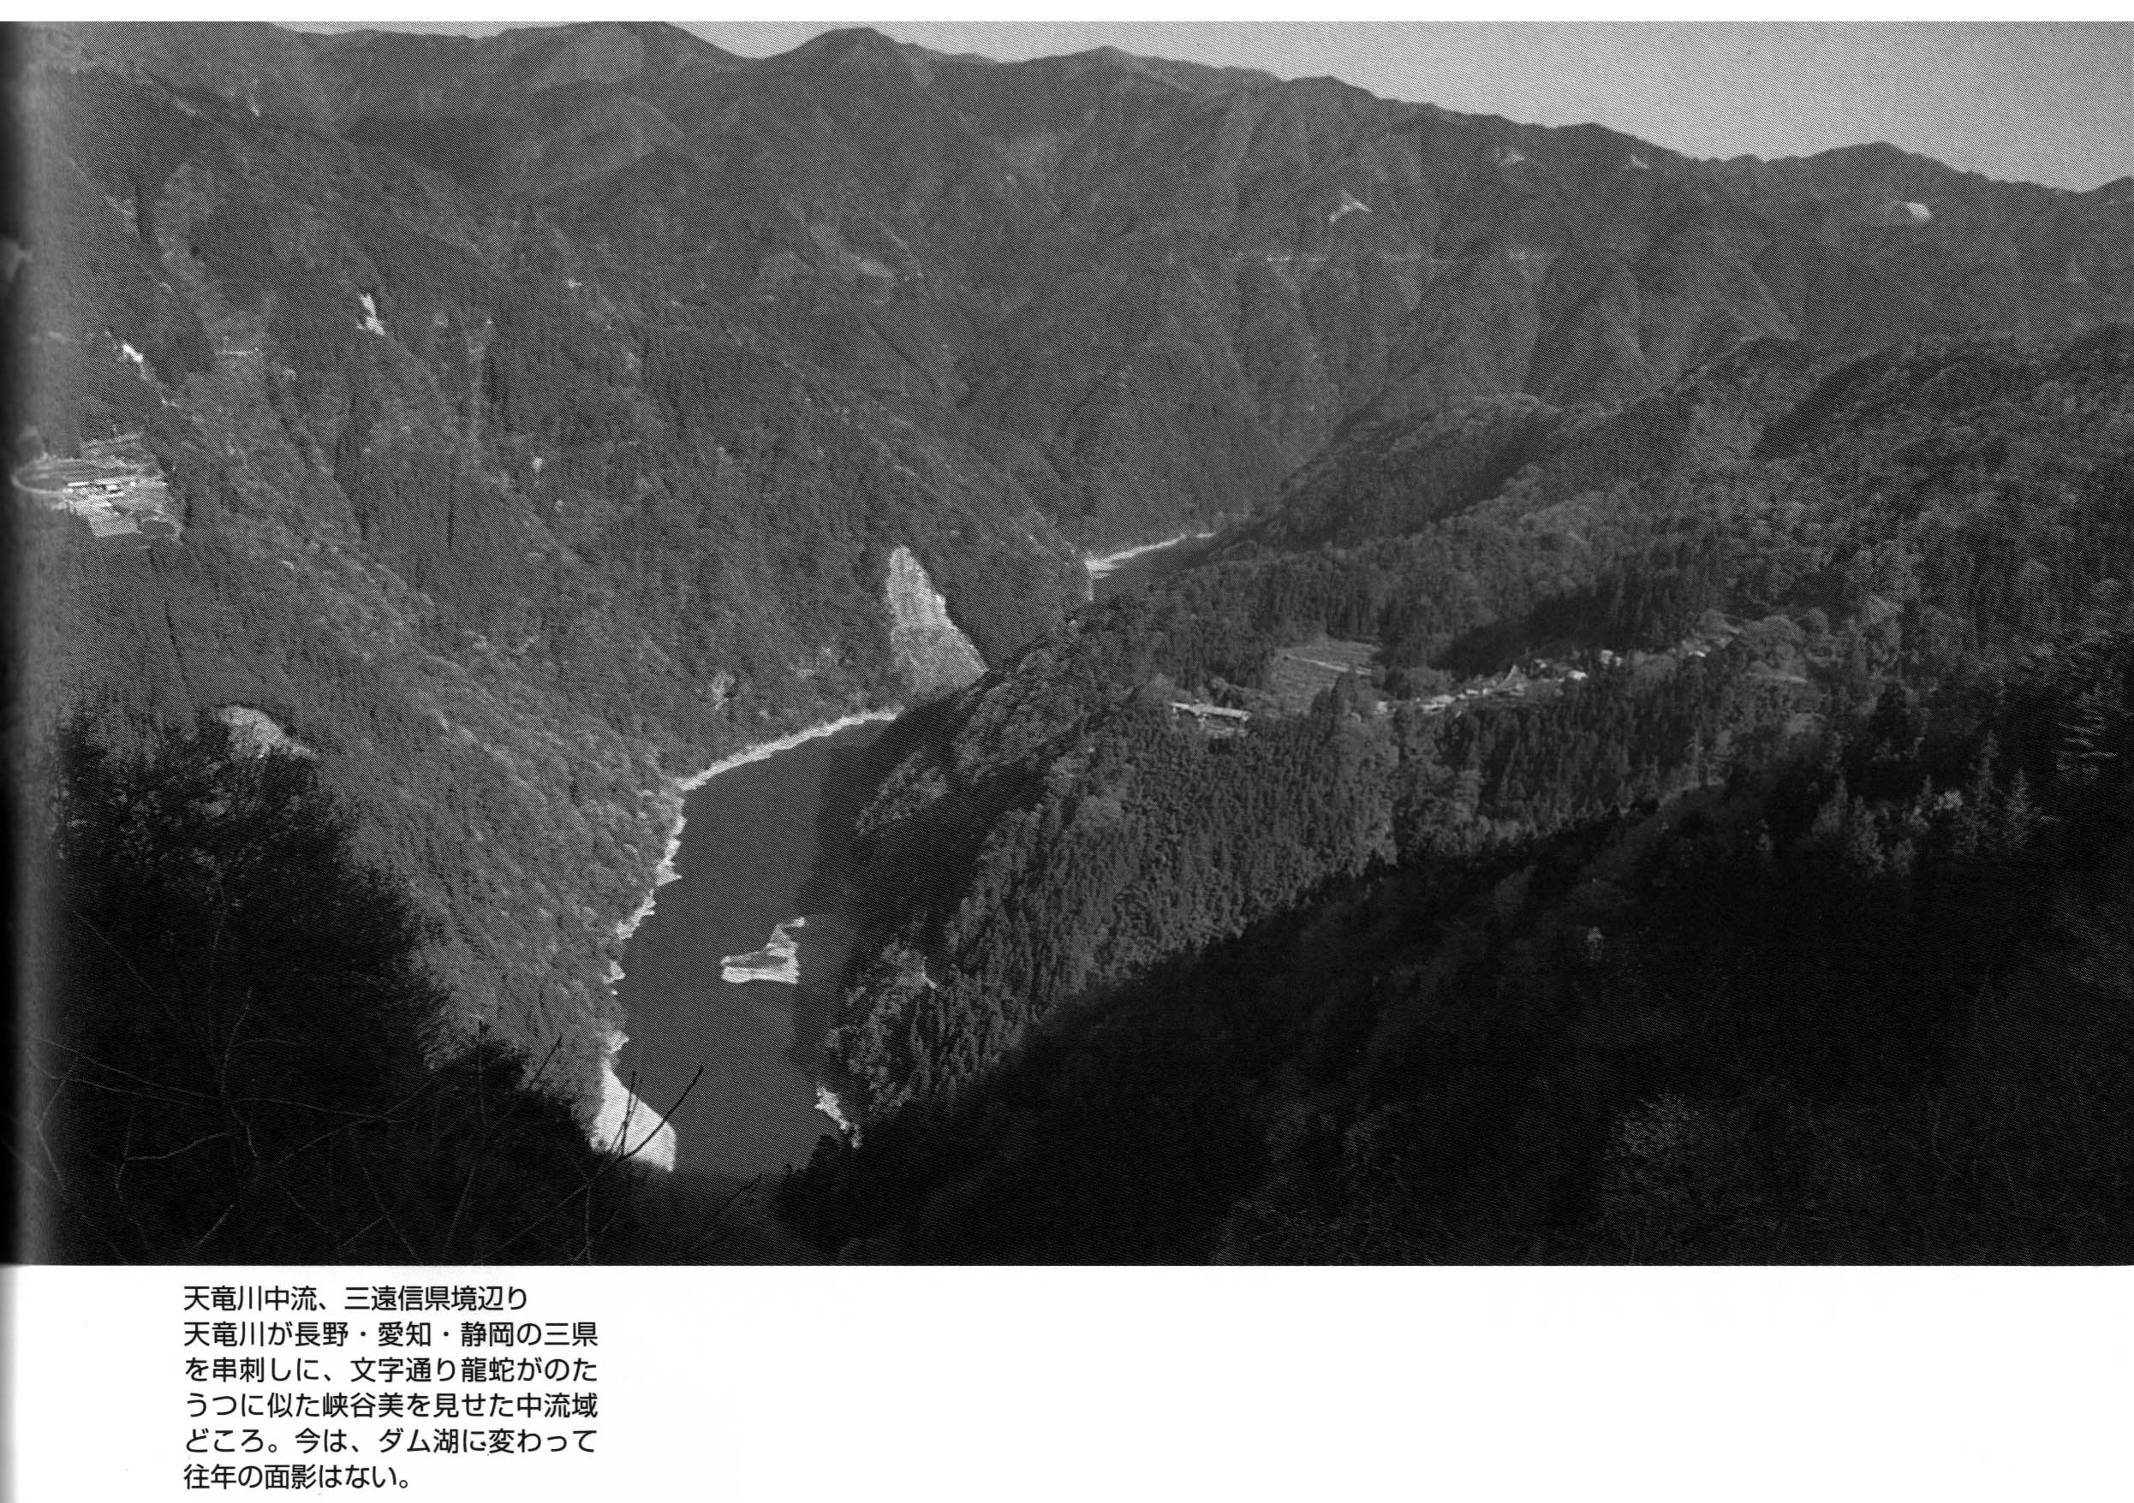 天竜川中流、三遠信県境辺り
天竜川が長野・愛知・静岡の三県
を串刺しに、文字通り龍蛇がのた
うつに似た峡谷美を見せた中流域
どころ。今は、ダム湖に変わって
往年の面影はない。